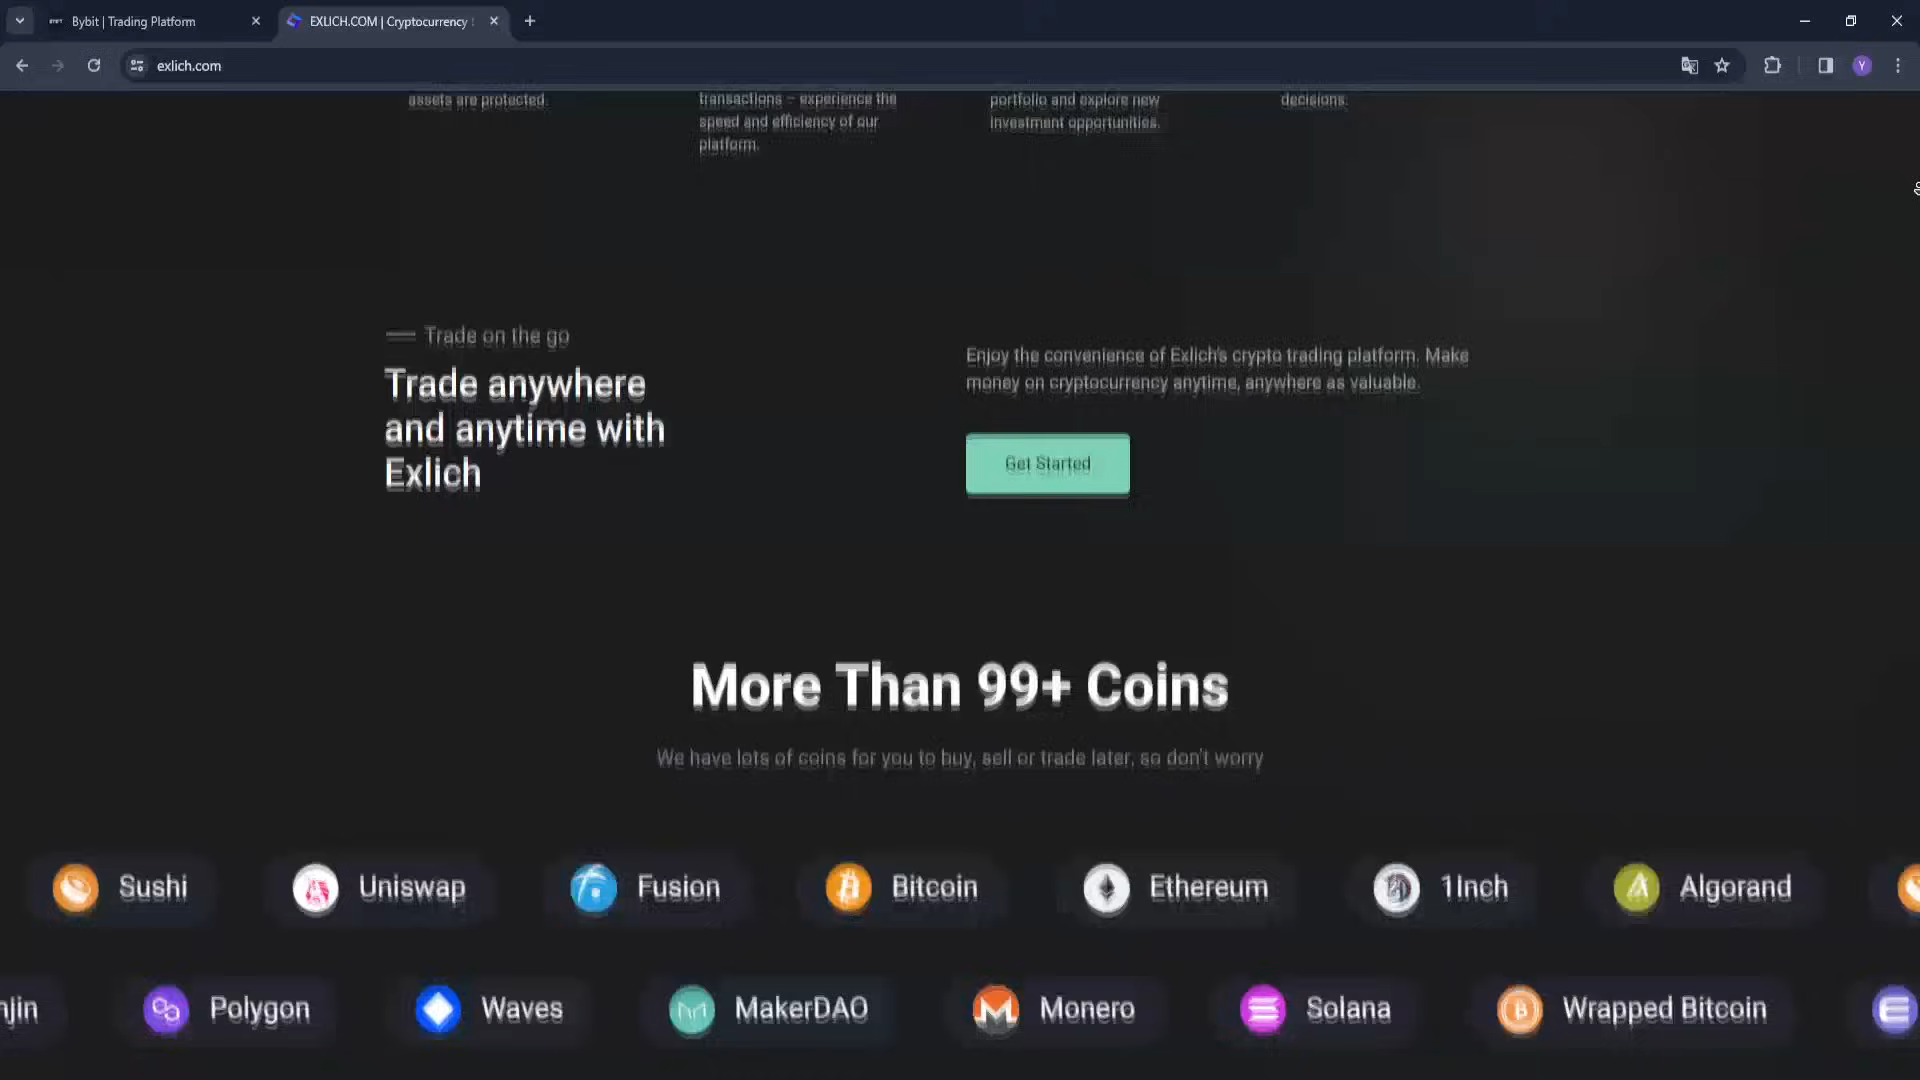 Bybit | Trading Platform
EXLICH.COM | Cryptocurrency
exlich.com
Y
assets are protected.
transactions – experience the
speed and efficiency of our
platform.
portfolio and explore new
investment opportunities.
decisions.
Trade on the go
Trade anywhere
and anytime with
Exlich
Enjoy the convenience of Exlich's crypto trading platform. Make
money on cryptocurrency anytime, anywhere as valuable.
Get Started
More Than 99+ Coins
We have lots of coins for you to buy, sell or trade later, so don't worry
Sushi
Uniswap
Fusion
Bitcoin
Ethereum
1Inch
Algorand
njin
Polygon
Waves
MakerDAO
Monero
Solana
Wrapped Bitcoin